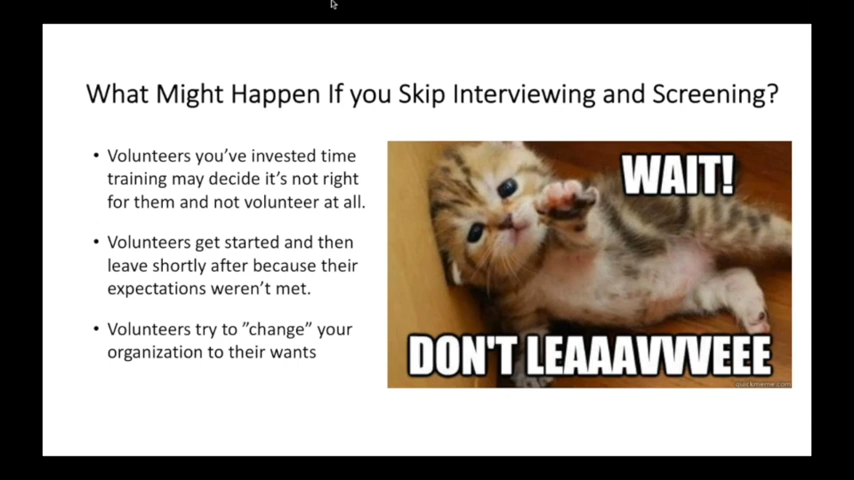 What Might Happen If you Skip Interviewing and Screening?
• Volunteers you've invested time
training may decide it's not right
for them and not volunteer at all.
• Volunteers get started and then
leave shortly after because their
expectations weren't met.
• Volunteers try to ”change” your
organization to their wants
WAIT!
DON'T LEAAAVVVEEE
quickmeme.com